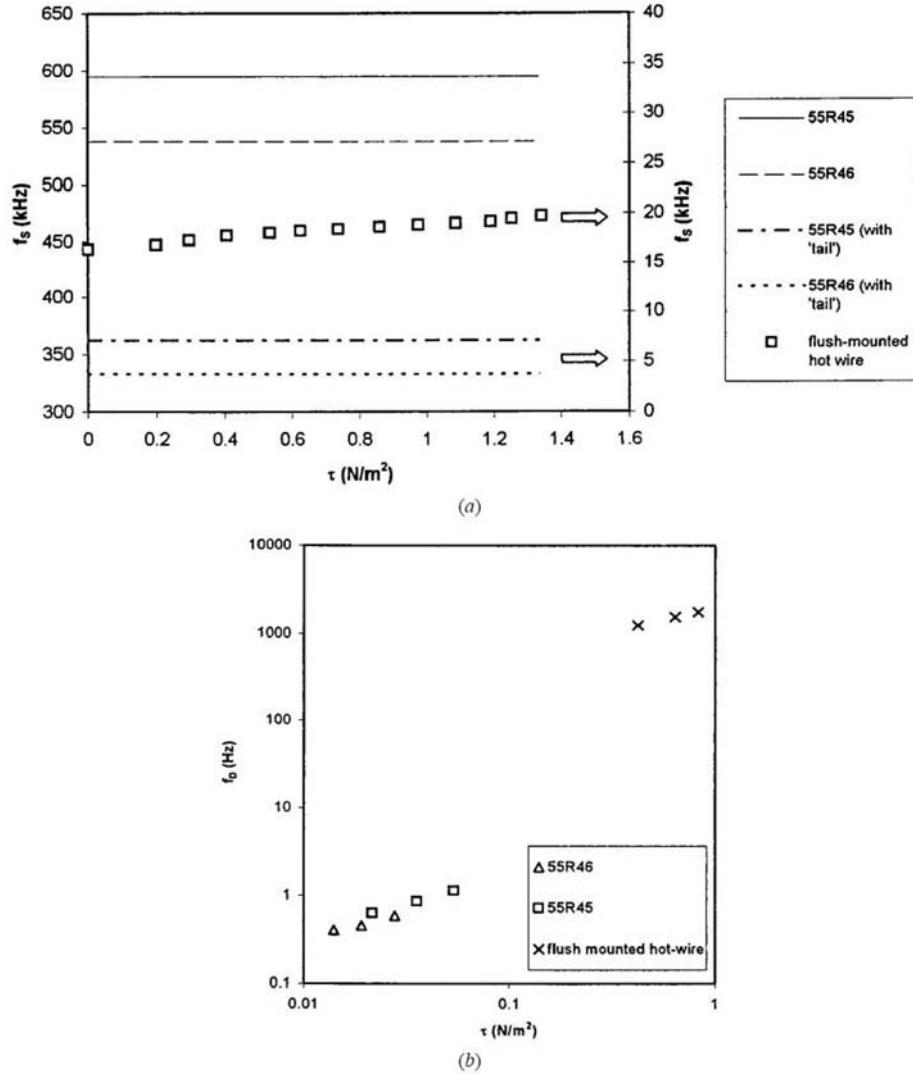 650
600
550
500
450
400
350
300
f_S (kHz)
40
35
30
25
20
15
10
5
0
f_S (kHz)
0
0.2
0.4
0.6
0.8
1
1.2
1.4
1.6
τ (N/m²)
55R45
55R46
55R45 (with
'tail')
55R46 (with
'tail')
flush-mounted
hot wire
(a)
10000
1000
100
10
1
0.1
f_D (Hz)
0.01
0.1
1
τ (N/m²)
55R46
55R45
flush mounted hot-wire
(b)